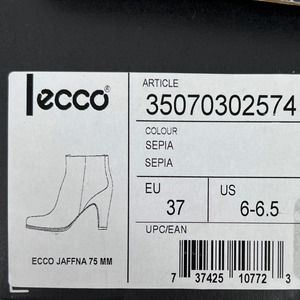 ecco
ARTICLE
35070302574
COLOUR
SEPIA
SEPIA
EU US
37 6-6.5
UPC/EAN
ECCO JAFFNA 75 MM
7 37425 10772 3